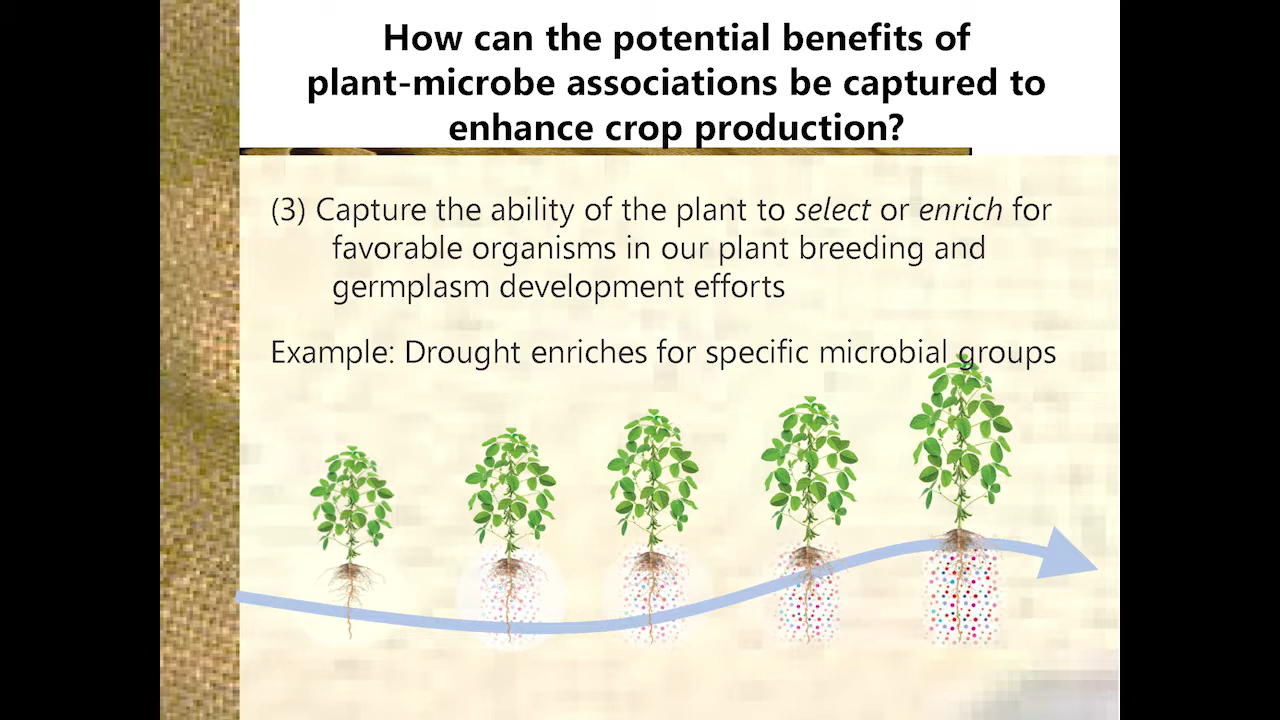 How can the potential benefits of
plant-microbe associations be captured to
enhance crop production?
(3) Capture the ability of the plant to select or enrich for
favorable organisms in our plant breeding and
germplasm development efforts
Example: Drought enriches for specific microbial groups